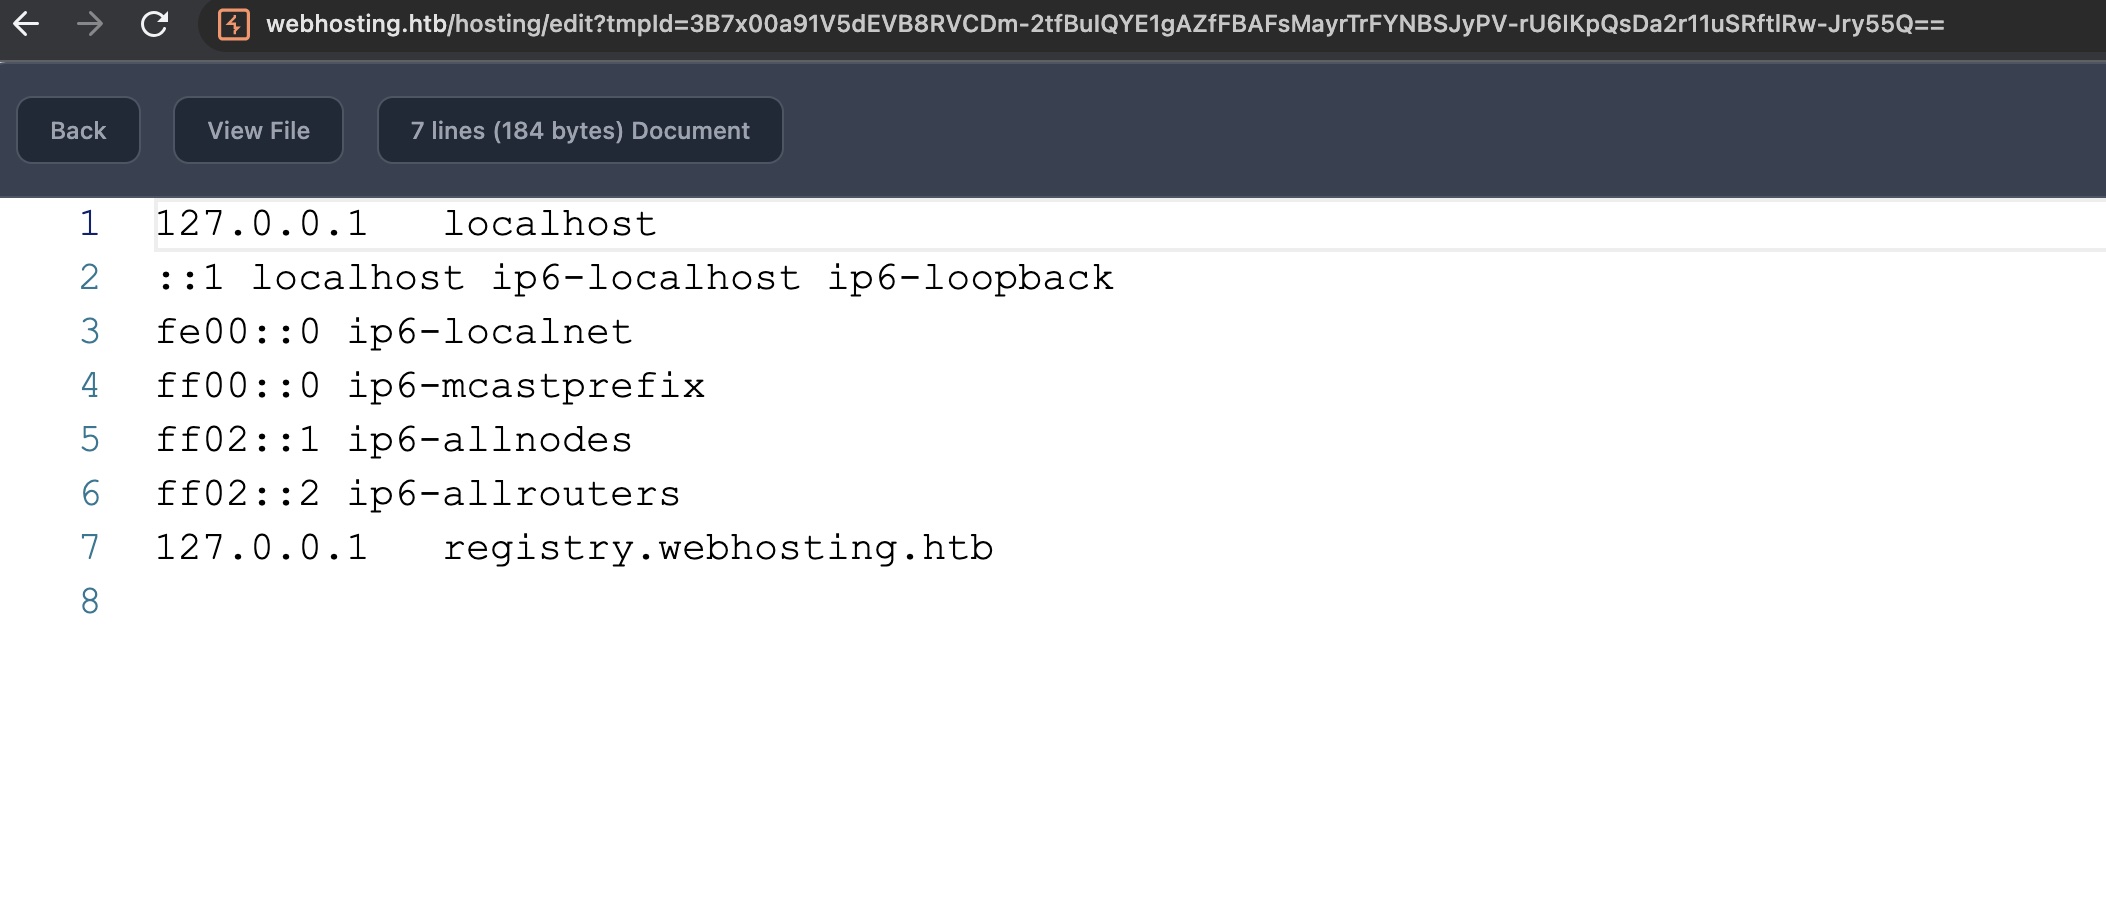 webhosting.htb/hosting/edit?tmpId=3B7x00a91V5dEVB8RVCDm-2tfBulQYE1gAZfFBAFsMayrTrFYNBSJyPV-rU6lKpQsDa2r11uSRftlRw-Jry55Q==
Back View File 7 lines (184 bytes) Document
1 127.0.0.1 localhost
2 ::1 localhost ip6-localhost ip6-loopback
3 fe00::0 ip6-localnet
4 ff00::0 ip6-mcastprefix
5 ff02::1 ip6-allnodes
6 ff02::2 ip6-allrouters
7 127.0.0.1 registry.webhosting.htb
8